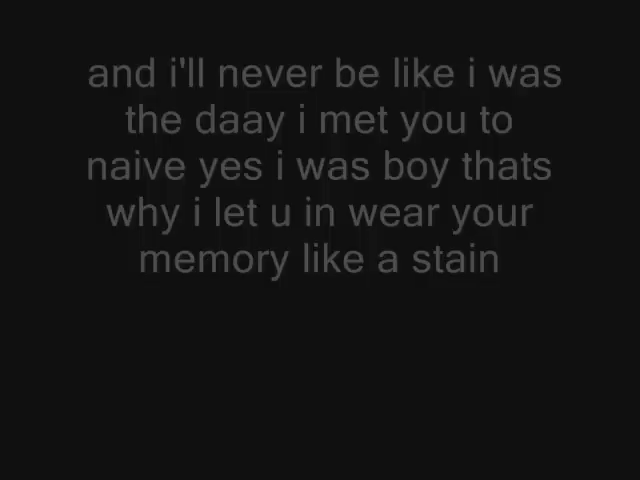 and i'll never be like i was
the daay i met you to
naive yes i was boy thats
why i let u in wear your
memory like a stain